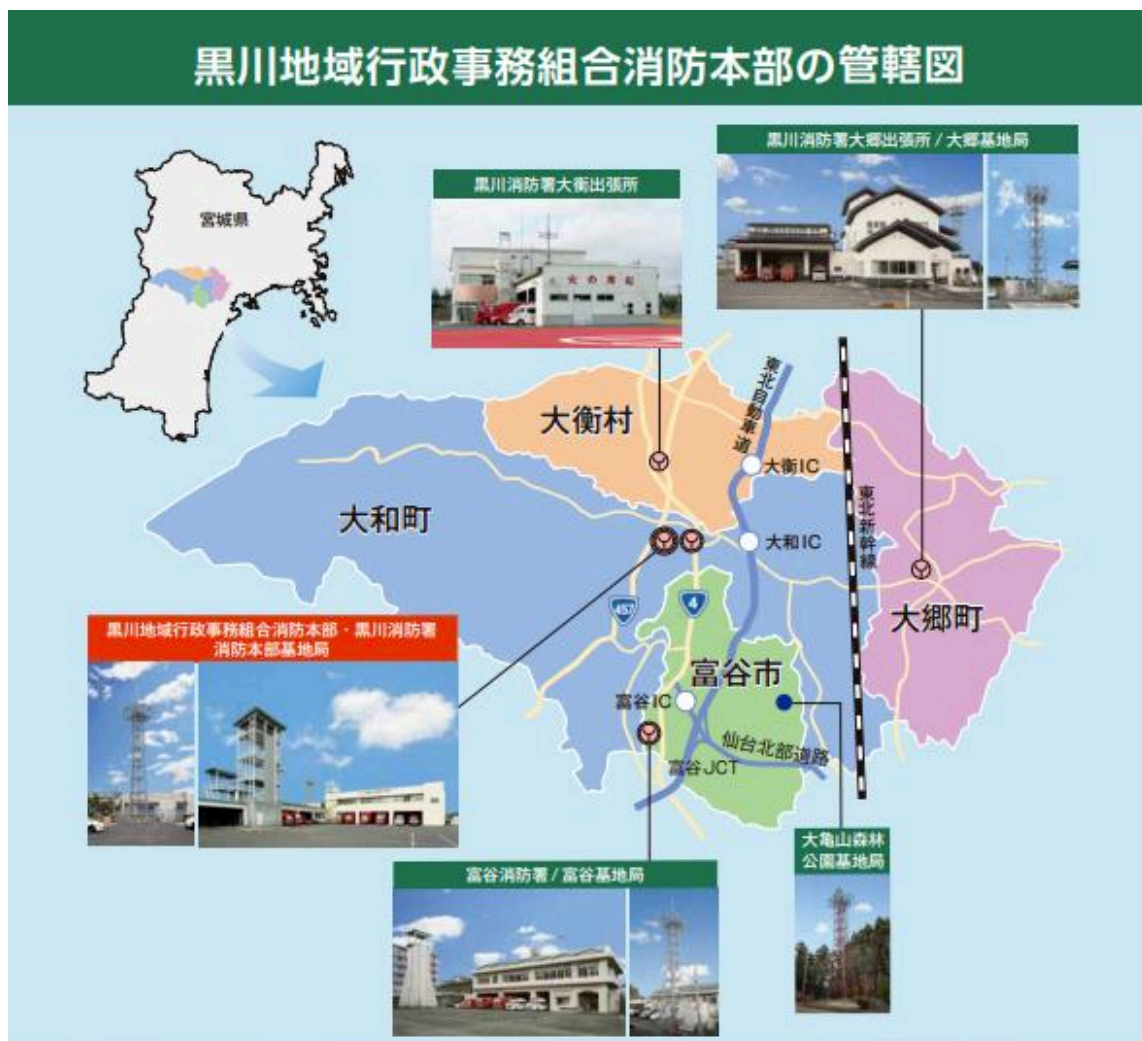 黒川地域行政事務組合消防本部の管轄図
宮城県
黒川消防署大衡出張所
黒川消防署大郷出張所 / 大郷基地局
火の用心
大衡村
東北自動車道
大衡IC
大和町
東北新幹線
大和IC
457
4
大郷町
黒川地域行政事務組合消防本部・黒川消防署
消防本部基地局
富谷市
富谷IC
仙台北部道路
富谷JCT
大亀山森林
公園基地局
富谷消防署 / 富谷基地局